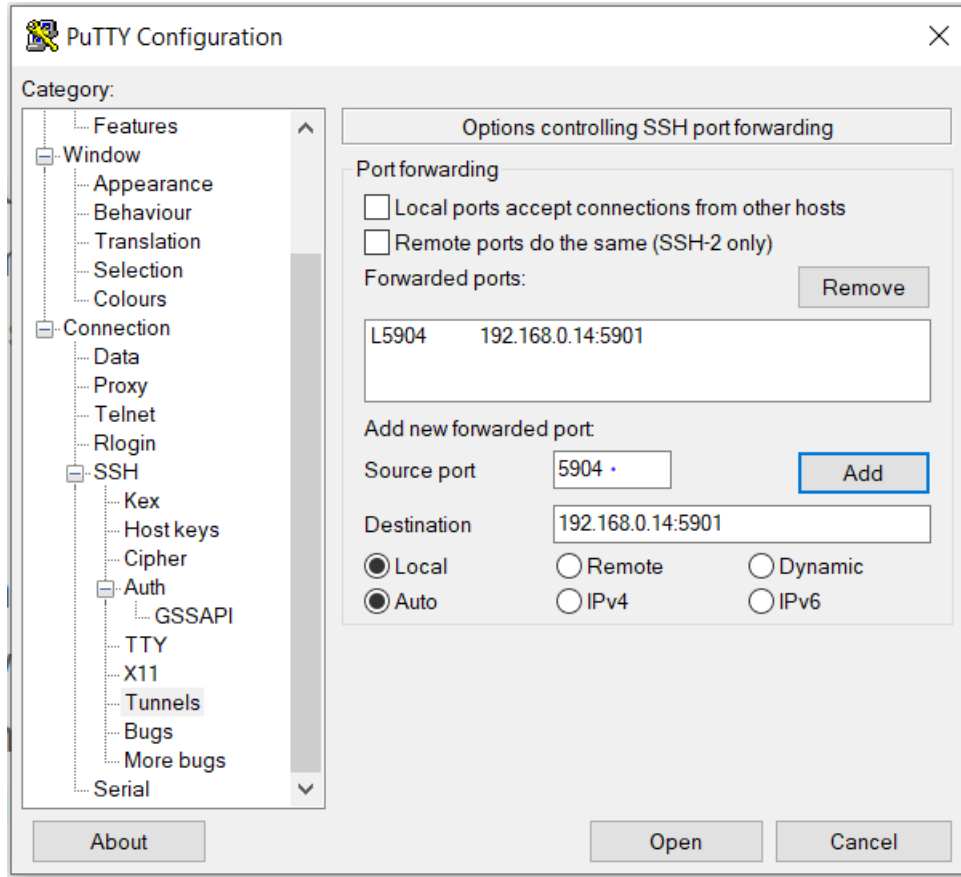 PuTTY Configuration
Category:
Features
Window
Appearance
Behaviour
Translation
Selection
Colours
Connection
Data
Proxy
Telnet
Rlogin
SSH
Kex
Host keys
Cipher
Auth
GSSAPI
TTY
X11
Tunnels
Bugs
More bugs
Serial
Options controlling SSH port forwarding
Port forwarding
Local ports accept connections from other hosts
Remote ports do the same (SSH-2 only)
Forwarded ports:
Remove
L5904 192.168.0.14:5901
Add new forwarded port:
Source port 5904 Add
Destination 192.168.0.14:5901
Local Remote Dynamic
Auto IPv4 IPv6
About Open Cancel